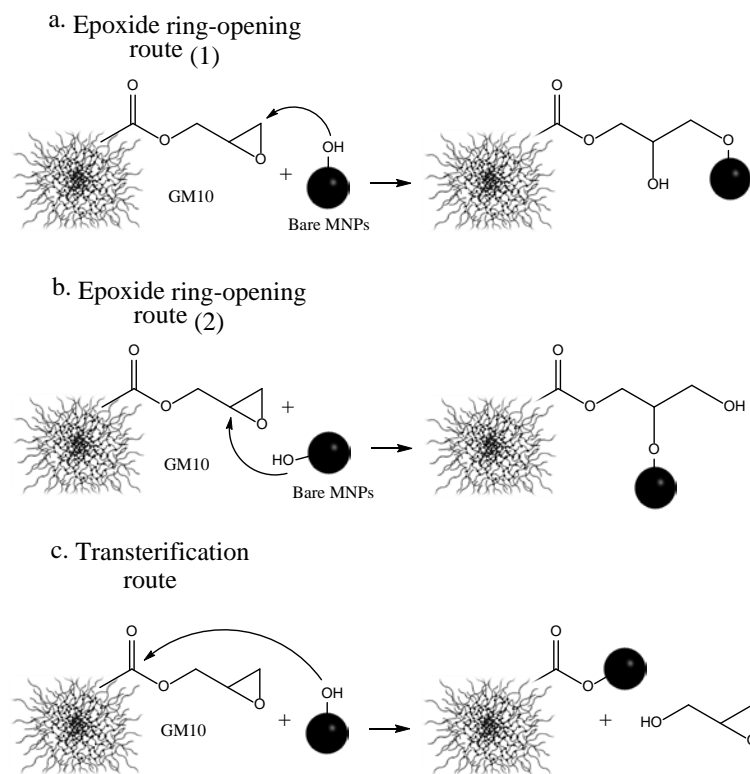 a. Epoxide ring-opening
route (1)
O
O
O
GM10
+
OH
Bare MNPs
O
O
OH
O
b. Epoxide ring-opening
route (2)
O
O
O
GM10
+
HO
Bare MNPs
O
O
O
OH
c. Transterification
route
O
O
O
GM10
+
OH
O
O
+
HO
O